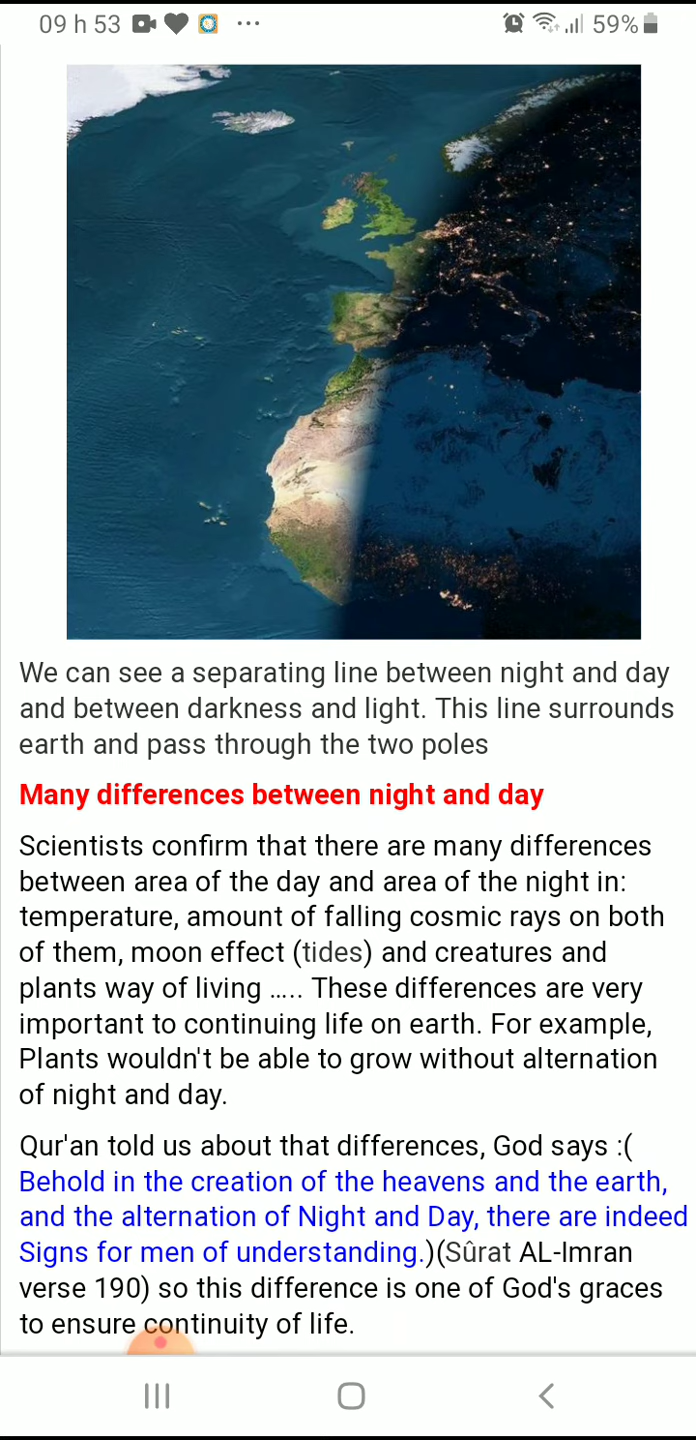 09 h 53
59%
We can see a separating line between night and day
and between darkness and light. This line surrounds
earth and pass through the two poles
Many differences between night and day
Scientists confirm that there are many differences
between area of the day and area of the night in:
temperature, amount of falling cosmic rays on both
of them, moon effect (tides) and creatures and
plants way of living ..... These differences are very
important to continuing life on earth. For example,
Plants wouldn't be able to grow without alternation
of night and day.
Qur'an told us about that differences, God says :(
Behold in the creation of the heavens and the earth,
and the alternation of Night and Day, there are indeed
Signs for men of understanding.)(Sûrat AL-Imran
verse 190) so this difference is one of God's graces
to ensure continuity of life.